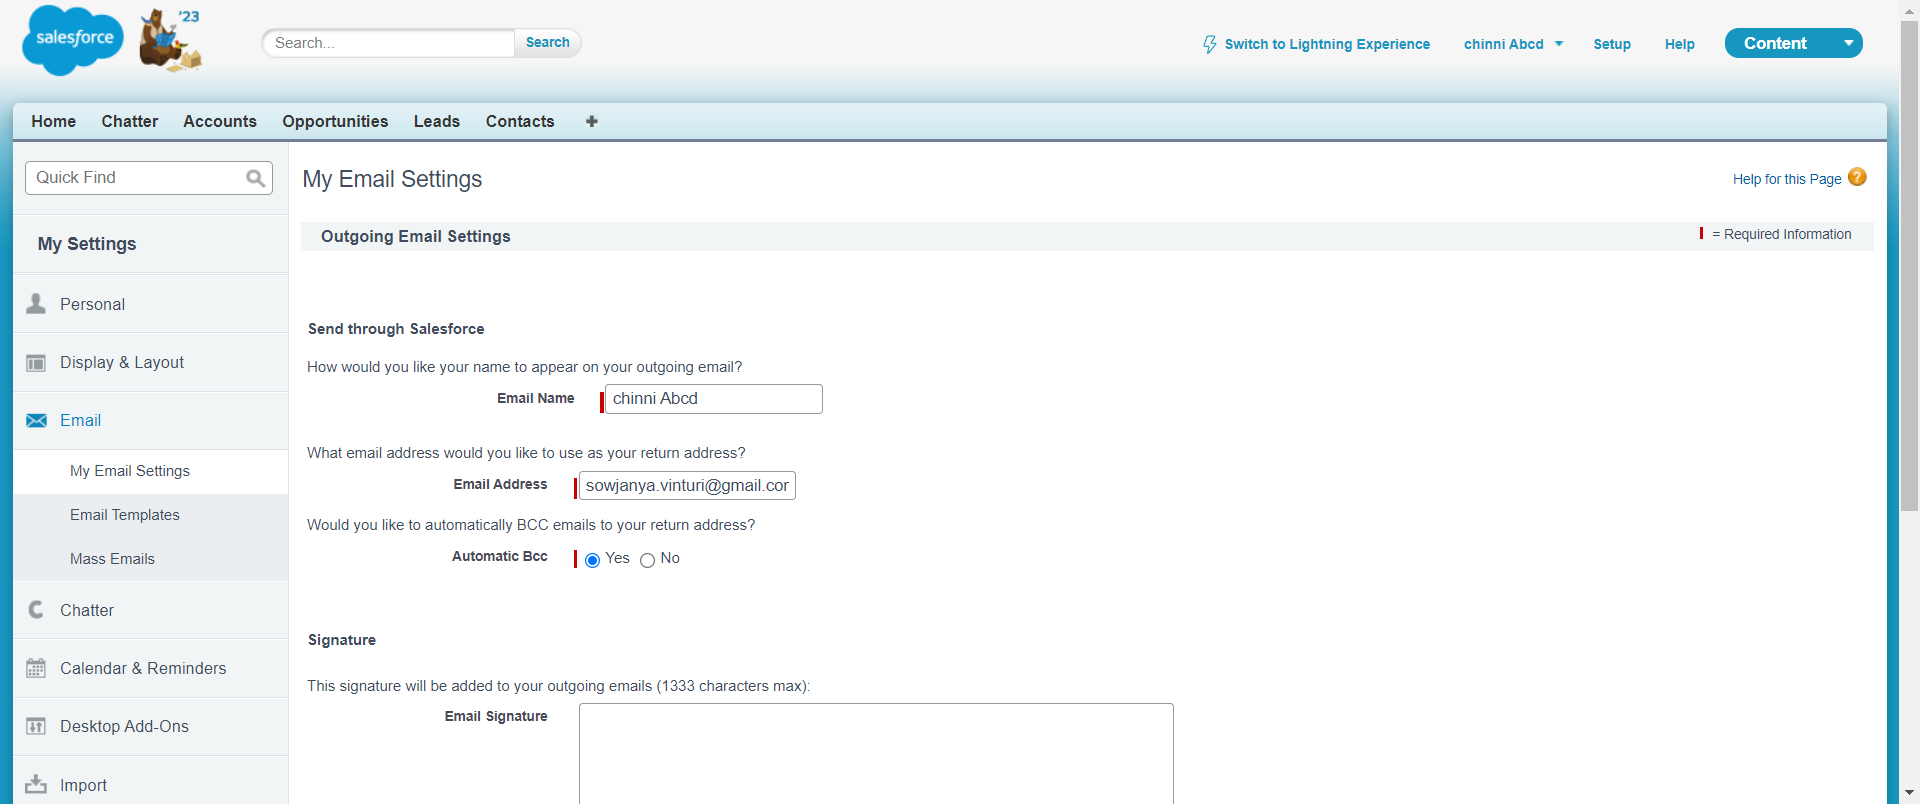 salesforce
'23
Search...
Search
Switch to Lightning Experience
chinni Abcd
Setup
Help
Content
Home
Chatter
Accounts
Opportunities
Leads
Contacts
+
Quick Find
My Settings
Personal
Display & Layout
Email
My Email Settings
Email Templates
Mass Emails
Chatter
Calendar & Reminders
Desktop Add-Ons
Import
My Email Settings
Help for this Page ?
Outgoing Email Settings
= Required Information
Send through Salesforce
How would you like your name to appear on your outgoing email?
Email Name chinni Abcd
What email address would you like to use as your return address?
Email Address sowjanya.vinturi@gmail.cor
Would you like to automatically BCC emails to your return address?
Automatic Bcc Yes No
Signature
This signature will be added to your outgoing emails (1333 characters max):
Email Signature